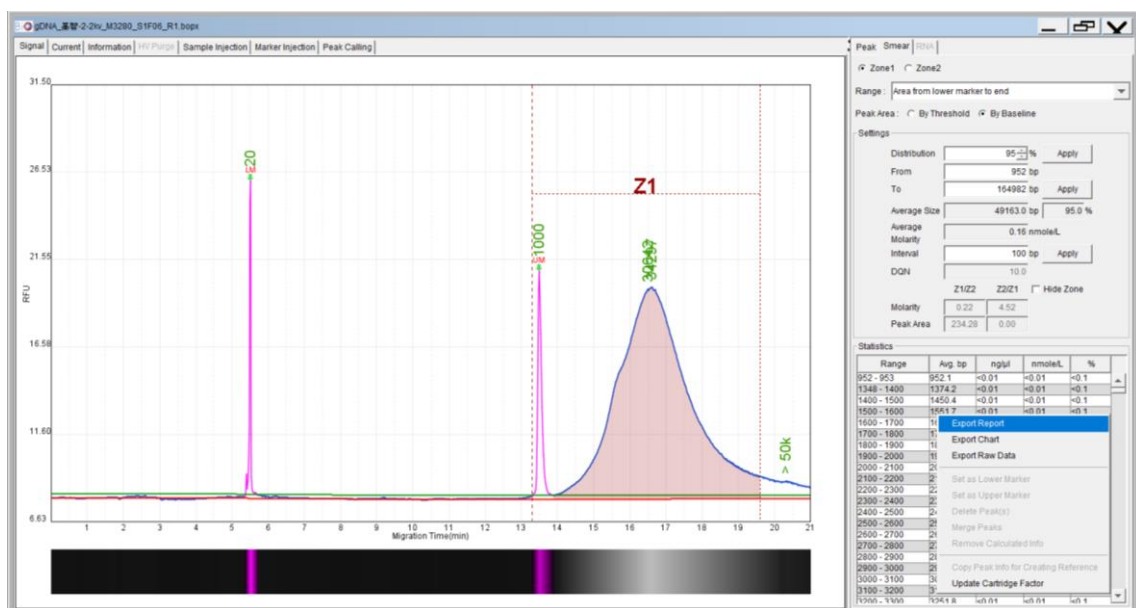 gDNA_基智-2-2kv_M3280_S1F06_R1.bopx
Signal Current Information HV Purge Sample Injection Marker Injection Peak Calling
31.50
26.53
21.55
16.58
11.60
6.63
RFU
20
LM
1000
UM
Z1
34297
> 50k
1 2 3 4 5 6 7 8 9 10 11 12 13 14 15 16 17 18 19 20 21
Migration Time(min)
Peak Smear RNA
Zone1 Zone2
Range : Area from lower marker to end
Peak Area : By Threshold By Baseline
Settings
Distribution 95 % Apply
From 952 bp
To 164982 bp Apply
Average Size 49163.0 bp 95.0 %
Average
Molarity 0.16 nmole/L
Interval 100 bp Apply
DQN 10.0
Z1/Z2 Z2/Z1 Hide Zone
Molarity 0.22 4.52
Peak Area 234.28 0.00
Statistics
Range Avg. bp ng/µl nmole/L %
952 - 953 952.1 <0.01 <0.01 <0.1
1348 - 1400 1374.2 <0.01 <0.01 <0.1
1400 - 1500 1450.4 <0.01 <0.01 <0.1
1500 - 1600 1551.7 <0.01 <0.01 <0.1
1600 - 1700
1700 - 1800
1800 - 1900
1900 - 2000
2000 - 2100
2100 - 2200
2200 - 2300
2300 - 2400
2400 - 2500
2500 - 2600
2600 - 2700
2700 - 2800
2800 - 2900
2900 - 3000
3000 - 3100
3100 - 3200
3200 - 3300 3251.8 <0.01 <0.01 <0.1
Export Report
Export Chart
Export Raw Data
Set as Lower Marker
Set as Upper Marker
Delete Peak(s)
Merge Peaks
Remove Calculated Info
Copy Peak Info for Creating Reference
Update Cartridge Factor